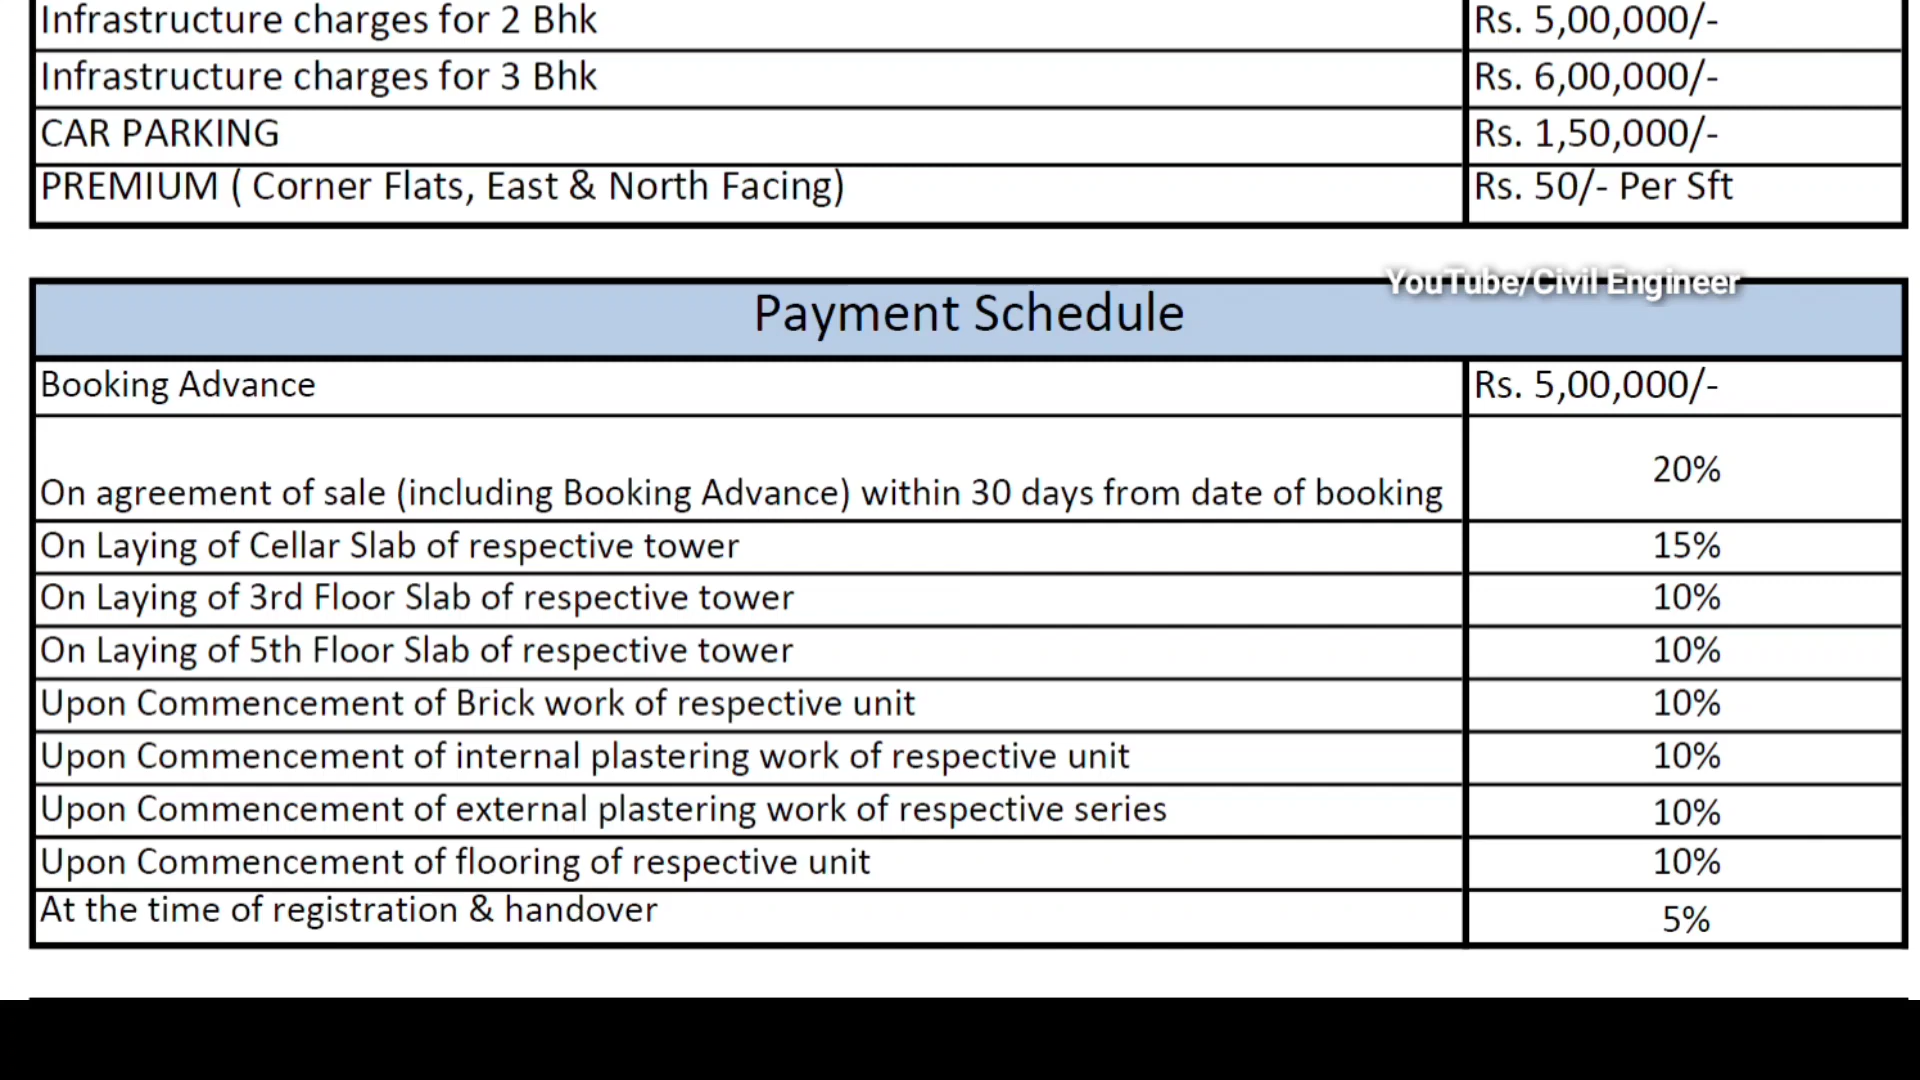 Infrastructure charges for 2 Bhk Rs. 5,00,000/-
Infrastructure charges for 3 Bhk Rs. 6,00,000/-
CAR PARKING Rs. 1,50,000/-
PREMIUM ( Corner Flats, East & North Facing) Rs. 50/- Per Sft
YouTube/Civil Engineer
Payment Schedule
Booking Advance Rs. 5,00,000/-
On agreement of sale (including Booking Advance) within 30 days from date of booking 20%
On Laying of Cellar Slab of respective tower 15%
On Laying of 3rd Floor Slab of respective tower 10%
On Laying of 5th Floor Slab of respective tower 10%
Upon Commencement of Brick work of respective unit 10%
Upon Commencement of internal plastering work of respective unit 10%
Upon Commencement of external plastering work of respective series 10%
Upon Commencement of flooring of respective unit 10%
At the time of registration & handover 5%